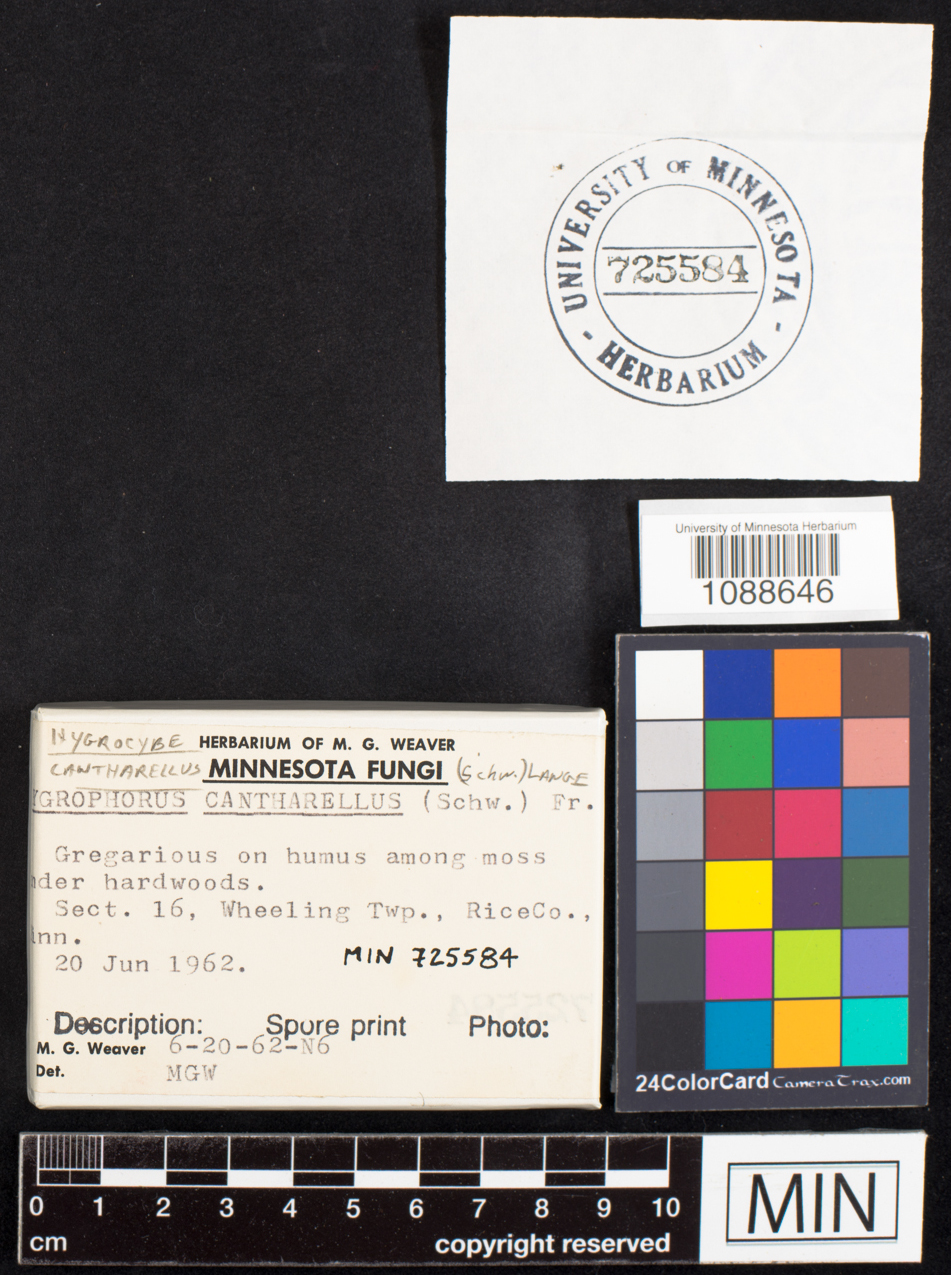 UNIVERSITY OF MINNESOTA
- HERBARIUM -
725584
University of Minnesota Herbarium
1088646
HYGROCYBE HERBARIUM OF M. G. WEAVER
CANTHARELLUS MINNESOTA FUNGI (Schw.) LANGE
YGROPHORUS CANTHARELLUS (Schw.) Fr.
Gregarious on humus among moss
nder hardwoods.
Sect. 16, Wheeling Twp., RiceCo.,
inn.
20 Jun 1962. MIN 725584
725584
Description: Spore print Photo:
M. G. Weaver 6-20-62-N6
Det. MGW
24ColorCard CameraTrax.com
0 1 2 3 4 5 6 7 8 9 10
cm copyright reserved
MIN